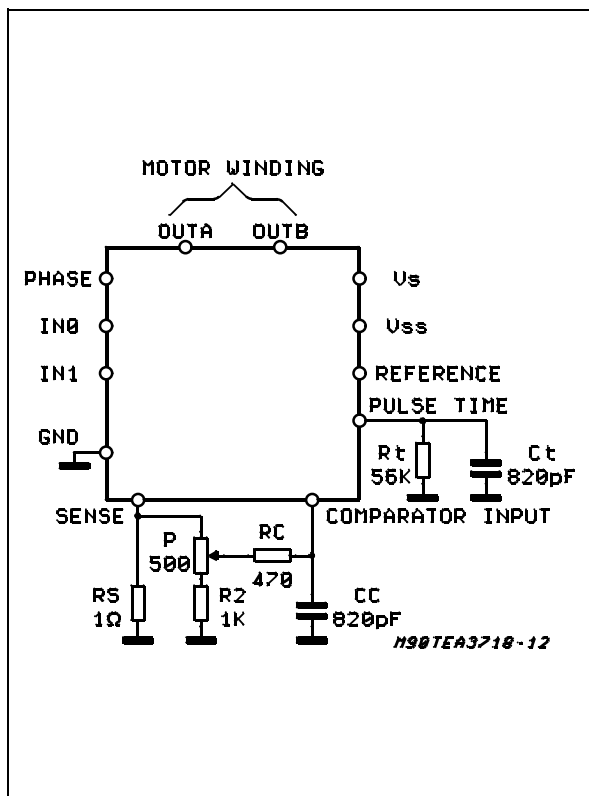 MOTOR WINDING
OUTA OUTB
PHASE Vs
IN0 Vss
IN1 REFERENCE
PULSE TIME
GND Rt Ct
56K 820pF
SENSE COMPARATOR INPUT
P RC
500 470
RS R2 CC
1Ω 1K 820pF
M90TEA3718-12